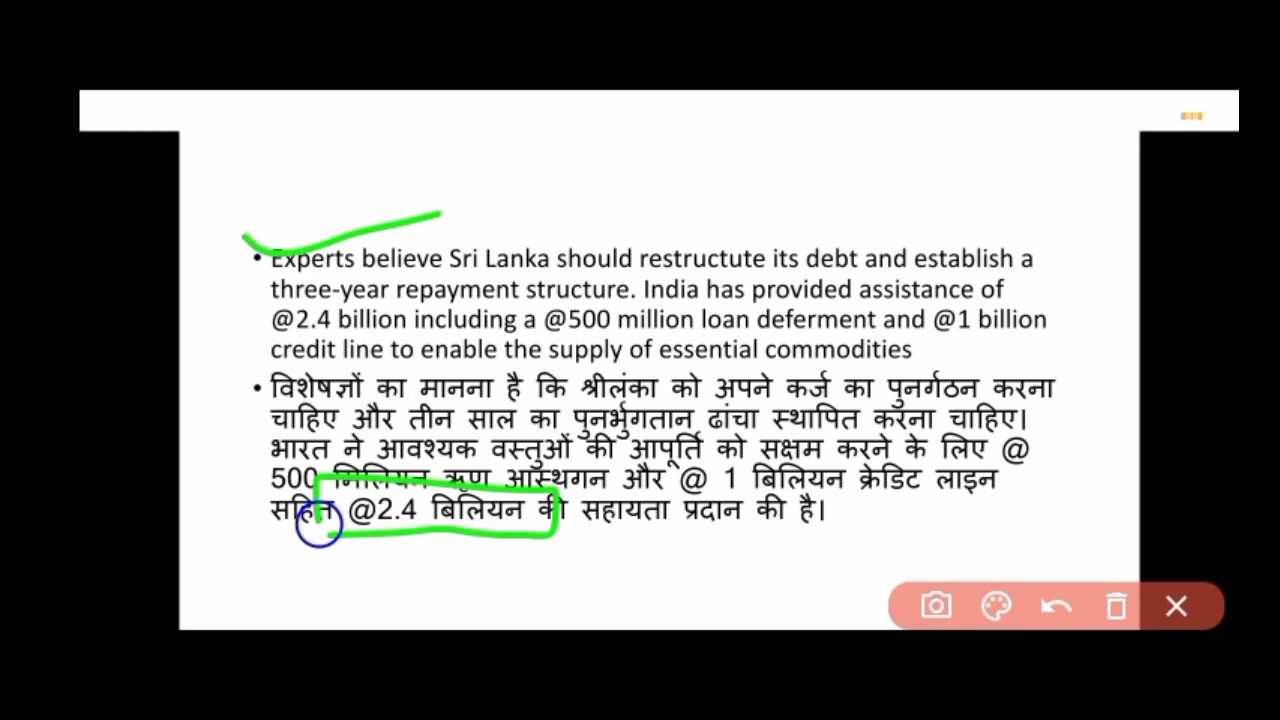 • Experts believe Sri Lanka should restructute its debt and establish a
three-year repayment structure. India has provided assistance of
@2.4 billion including a @500 million loan deferment and @1 billion
credit line to enable the supply of essential commodities
• विशेषज्ञों का मानना है कि श्रीलंका को अपने कर्ज का पुनर्गठन करना
चाहिए और तीन साल का पुनर्भुगतान ढांचा स्थापित करना चाहिए।
भारत ने आवश्यक वस्तुओं की आपूर्ति को सक्षम करने के लिए @
500 मिलियन ऋण आस्थगन और @ 1 बिलियन क्रेडिट लाइन
सहित @2.4 बिलियन की सहायता प्रदान की है।